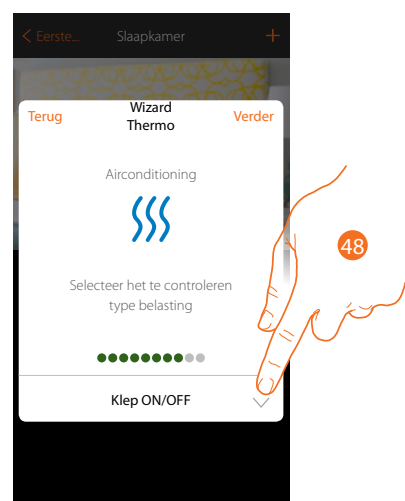 Eerste... Slaapkamer +
Terug Wizard Thermo Verder
Airconditioning
Selecteer het te controleren
type belasting
Klep ON/OFF
48